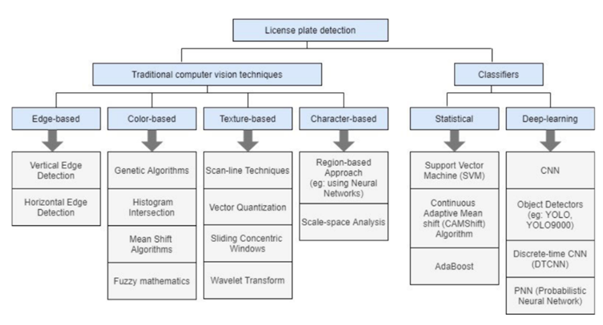 License plate detection
Traditional computer vision techniques
Classifiers
Edge-based
Color-based
Texture-based
Character-based
Statistical
Deep-learning
Vertical Edge
Detection
Horizontal Edge
Detection
Genetic Algorithms
Histogram
Intersection
Mean Shift
Algorithms
Fuzzy mathematics
Scan-line Techniques
Vector Quantization
Sliding Concentric
Windows
Wavelet Transform
Region-based
Approach
(eg: using Neural
Networks)
Scale-space Analysis
Support Vector
Machine (SVM)
Continuous
Adaptive Mean
shift (CAMShift)
Algorithm
AdaBoost
CNN
Object Detectors
(eg: YOLO,
YOLO9000)
Discrete-time CNN
(DTCNN)
PNN (Probabilistic
Neural Network)